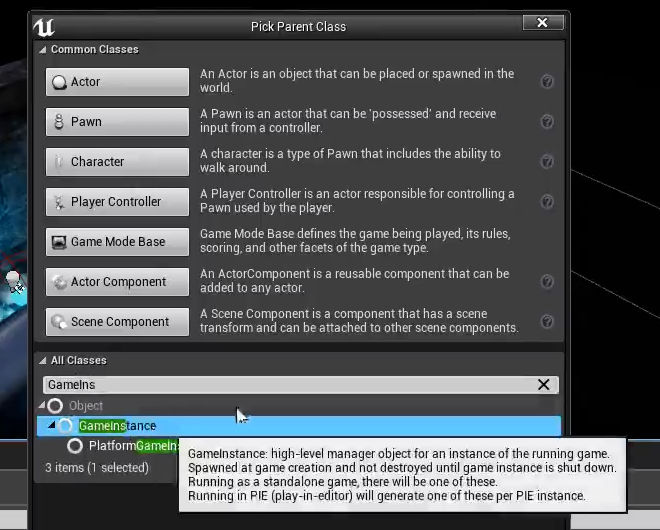 Pick Parent Class
Common Classes
Actor
An Actor is an object that can be placed or spawned in the
world.
Pawn
A Pawn is an actor that can be 'possessed' and receive
input from a controller.
Character
A character is a type of Pawn that includes the ability to
walk around.
Player Controller
A Player Controller is an actor responsible for controlling a
Pawn used by the player.
Game Mode Base
Game Mode Base defines the game being played, its rules,
scoring, and other facets of the game type.
Actor Component
An ActorComponent is a reusable component that can be
added to any actor.
Scene Component
A Scene Component is a component that has a scene
transform and can be attached to other scene components.
All Classes
GameIns
Object
GameInstance
PlatformGameIns
3 items (1 selected)
GameInstance: high-level manager object for an instance of the running game.
Spawned at game creation and not destroyed until game instance is shut down.
Running as a standalone game, there will be one of these.
Running in PIE (play-in-editor) will generate one of these per PIE instance.